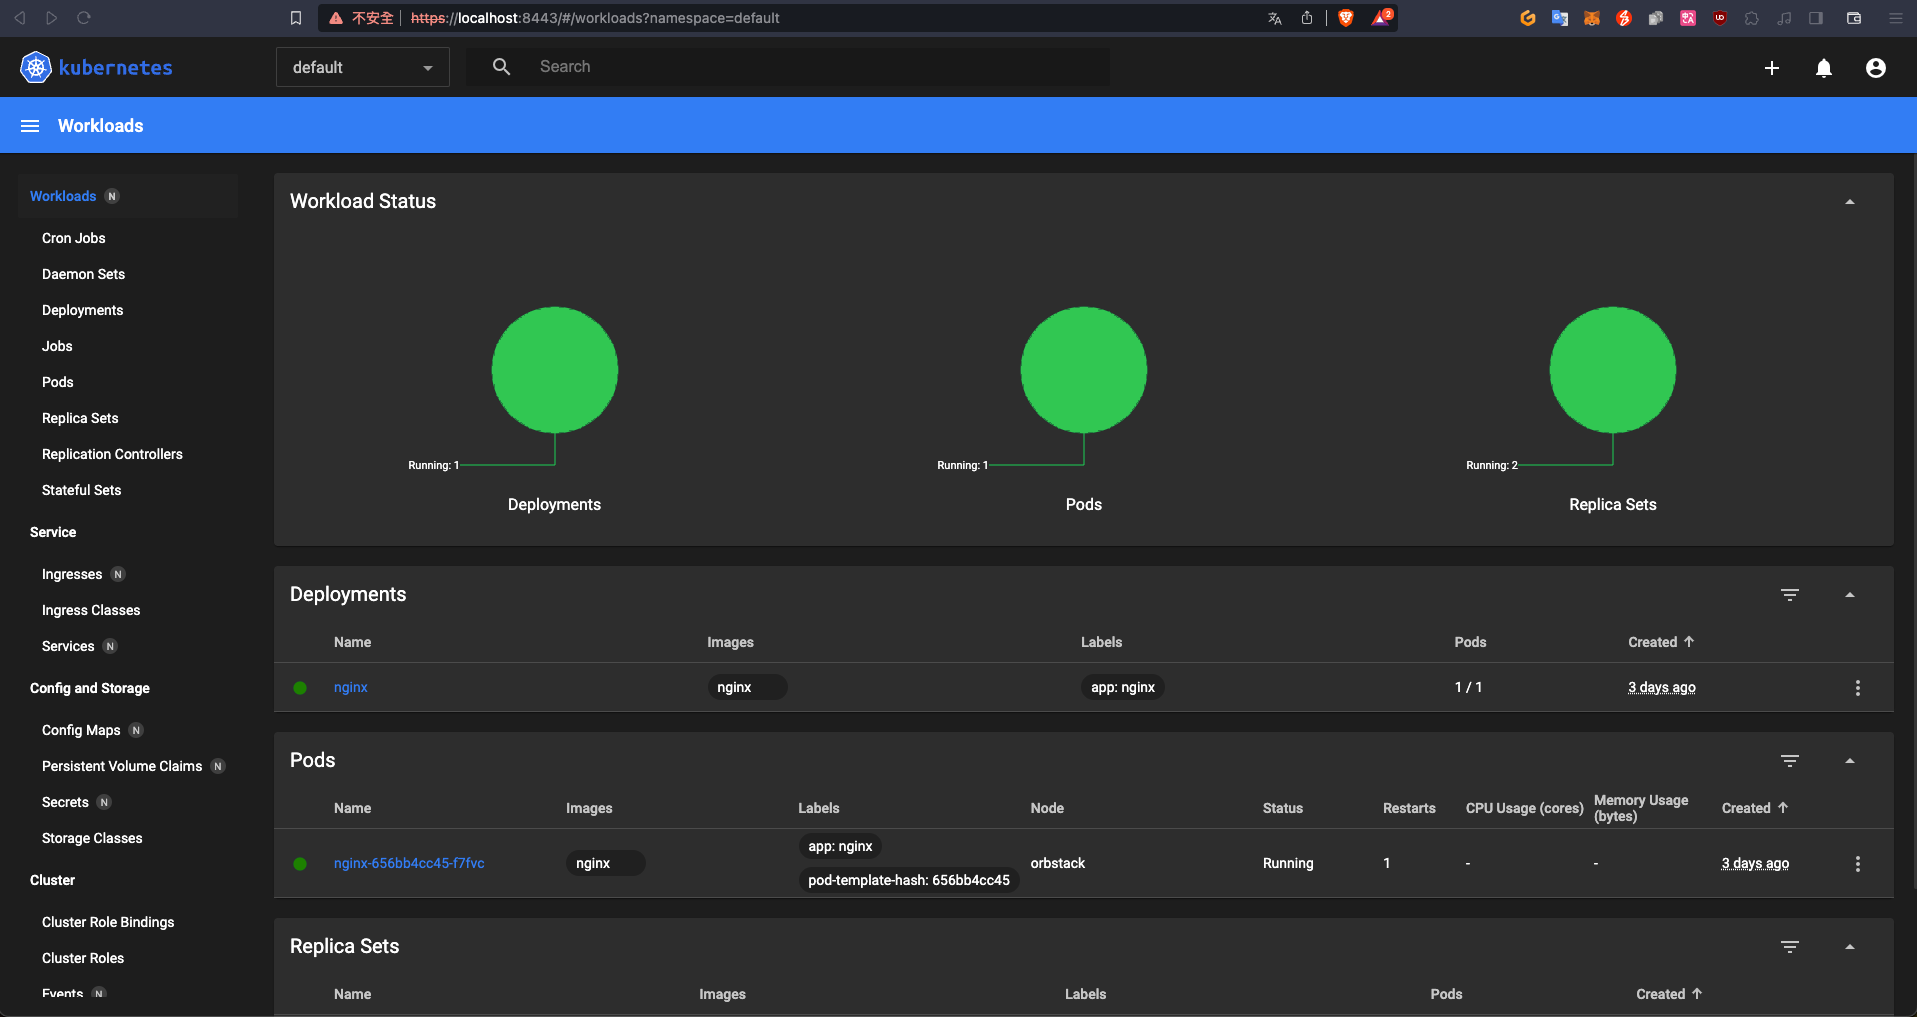 不安全 https://localhost:8443/#/workloads?namespace=default
2
kubernetes
default
Search
Workloads
Workloads N
Cron Jobs
Daemon Sets
Deployments
Jobs
Pods
Replica Sets
Replication Controllers
Stateful Sets
Service
Ingresses N
Ingress Classes
Services N
Config and Storage
Config Maps N
Persistent Volume Claims N
Secrets N
Storage Classes
Cluster
Cluster Role Bindings
Cluster Roles
Events N
Workload Status
Running: 1
Deployments
Running: 1
Pods
Running: 2
Replica Sets
Deployments
Name Images Labels Pods Created
nginx nginx app: nginx 1 / 1 3 days ago
Pods
Name Images Labels Node Status Restarts CPU Usage (cores) Memory Usage (bytes) Created
nginx-656bb4cc45-f7fvc nginx app: nginx pod-template-hash: 656bb4cc45 orbstack Running 1 - - 3 days ago
Replica Sets
Name Images Labels Pods Created